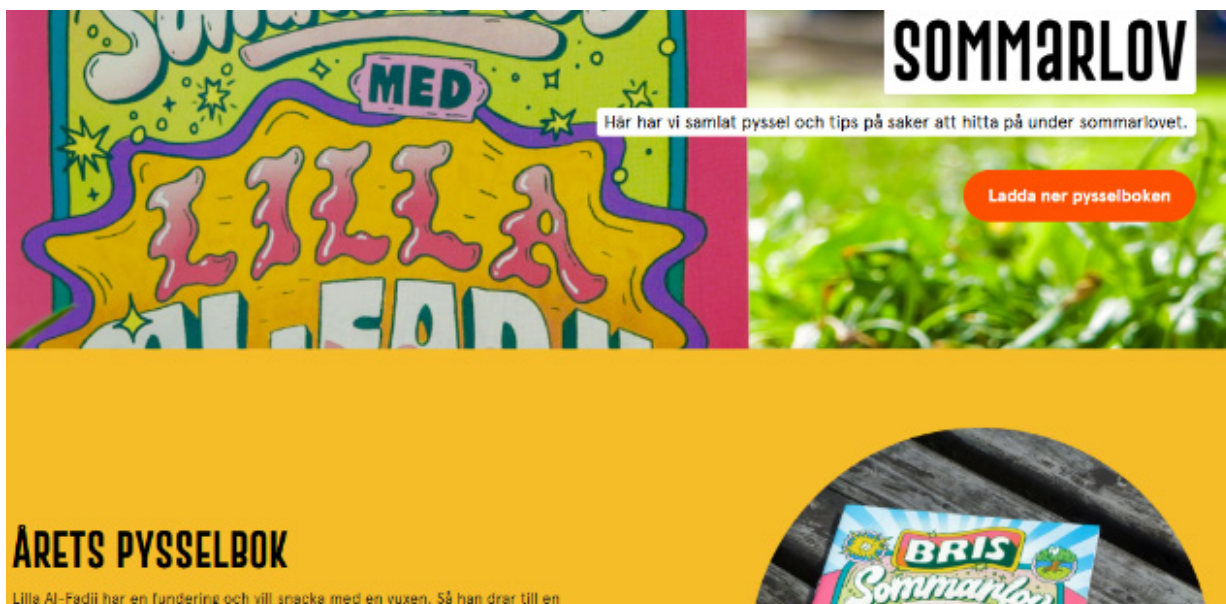 MED
LILLA
SOMMARLOV
Här har vi samlat pyssel och tips på saker att hitta på under sommarlovet.
Ladda ner pysselboken
ÅRETS PYSSELBOK
Lilla Al-Fadji har en fundering och vill snacka med en vuxen. Så han drar till en
BRIS
Sommarlov